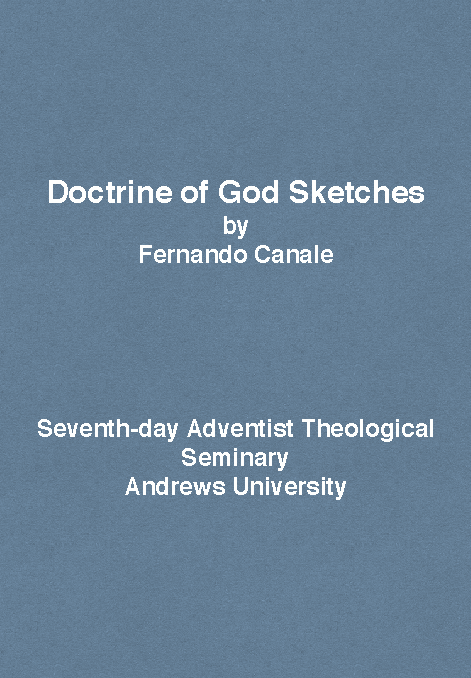 Doctrine of God Sketches
by
Fernando Canale
Seventh-day Adventist Theological
Seminary
Andrews University